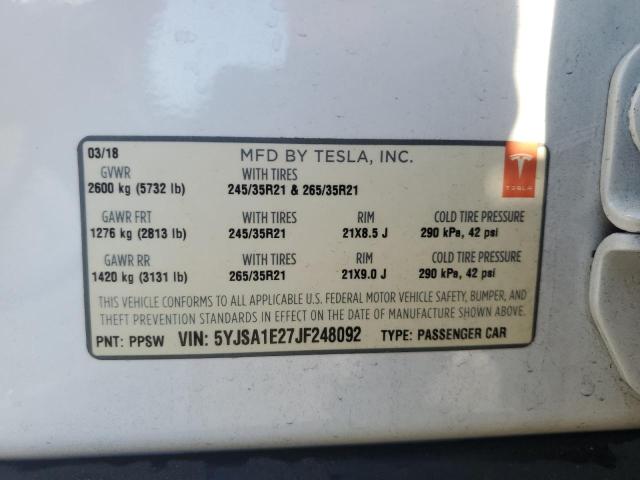 03/18 MFD BY TESLA, INC.
GVWR WITH TIRES
2600 kg (5732 lb) 245/35R21 & 265/35R21
TESLA
GAWR FRT WITH TIRES RIM COLD TIRE PRESSURE
1276 kg (2813 lb) 245/35R21 21X8.5 J 290 kPa, 42 psi
GAWR RR WITH TIRES RIM COLD TIRE PRESSURE
1420 kg (3131 lb) 265/35R21 21X9.0 J 290 kPa, 42 psi
THIS VEHICLE CONFORMS TO ALL APPLICABLE U.S. FEDERAL MOTOR VEHICLE SAFETY, BUMPER, AND
THEFT PREVENTION STANDARDS IN EFFECT ON THE DATE OF MANUFACTURE SHOWN ABOVE.
PNT: PPSW VIN: 5YJSA1E27JF248092 TYPE: PASSENGER CAR